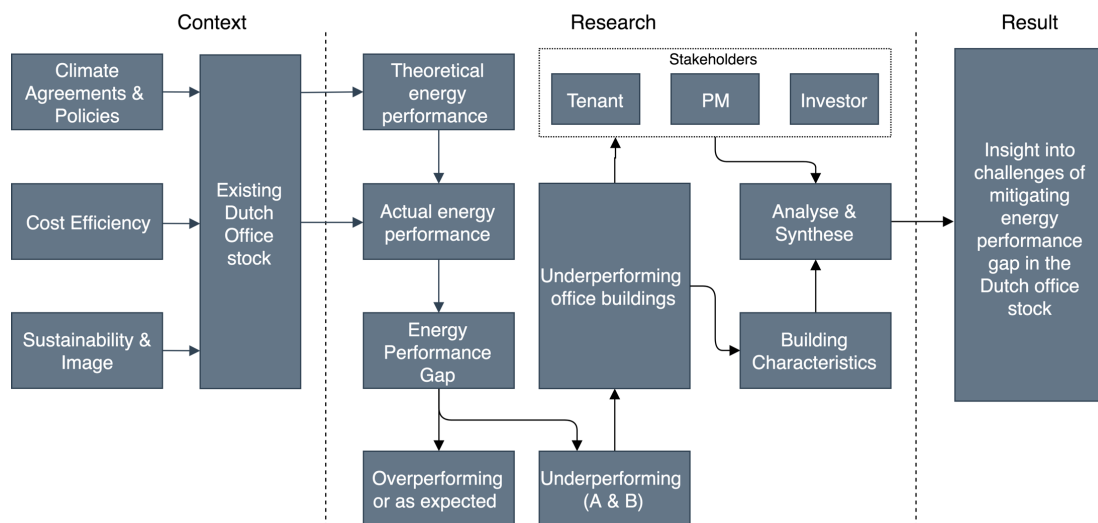 Context
Research
Result
Climate
Agreements &
Policies
Cost Efficiency
Sustainability &
Image
Existing
Dutch
Office
stock
Theoretical
energy
performance
Actual energy
performance
Energy
Performance
Gap
Overperforming
or as expected
Underperforming
(A & B)
Underperforming
office buildings
Stakeholders
Tenant
PM
Investor
Analyse &
Synthese
Building
Characteristics
Insight into
challenges of
mitigating
energy
performance
gap in the
Dutch office
stock